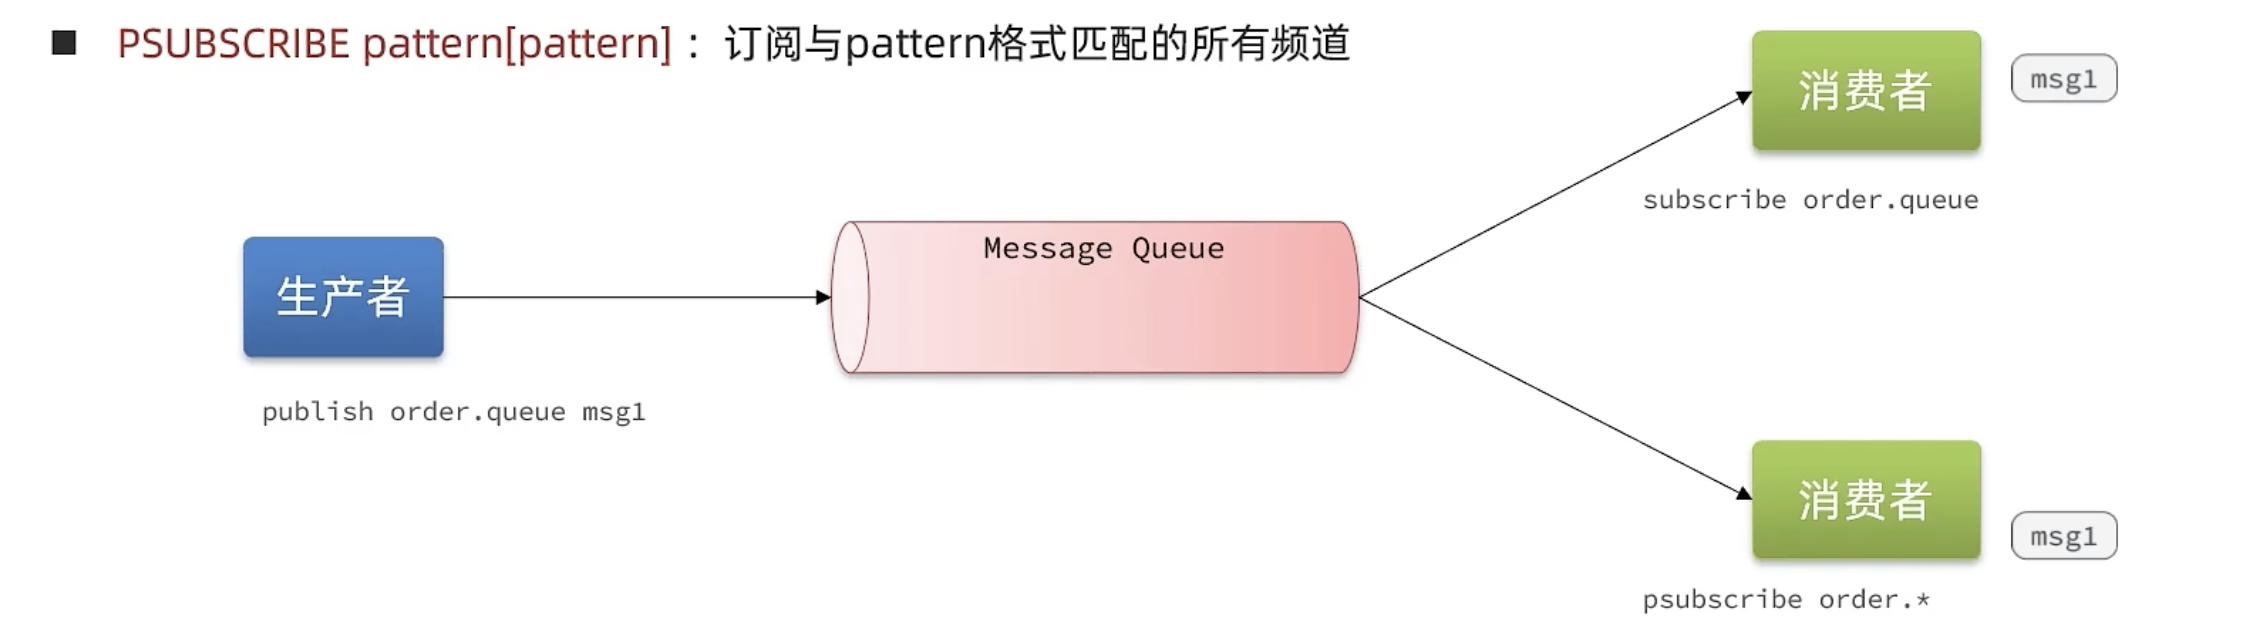 ■ PSUBSCRIBE pattern[pattern] ：订阅与pattern格式匹配的所有频道
消费者
msg1
subscribe order.queue
Message Queue
生产者
publish order.queue msg1
消费者
msg1
psubscribe order.*